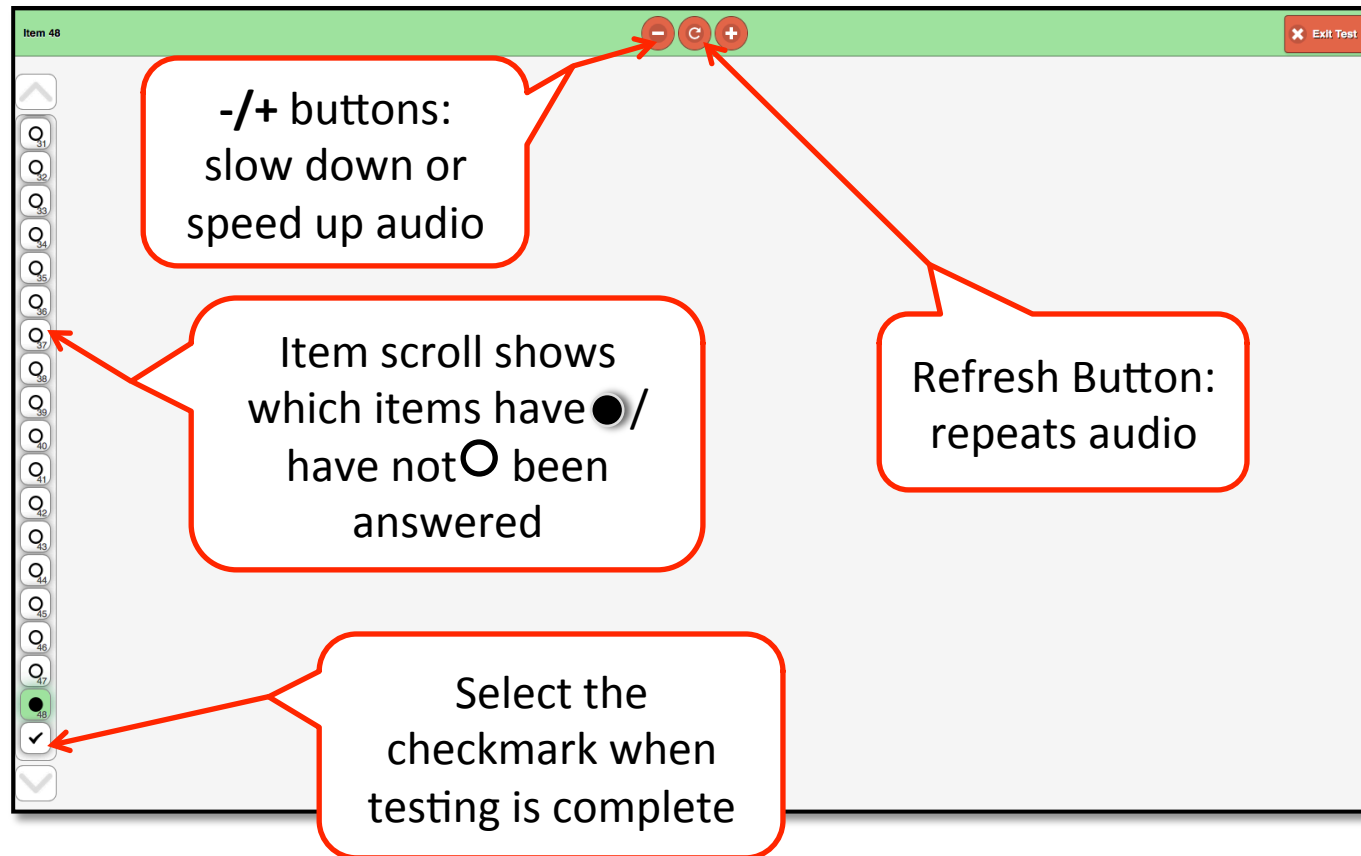 Item 48
Exit Test
-/+ buttons:
slow down or
speed up audio
31
32
33
34
35
36
37
38
39
40
41
42
43
44
45
46
47
48
Item scroll shows
which items have ●/
have not O been
answered
Refresh Button:
repeats audio
Select the
checkmark when
testing is complete